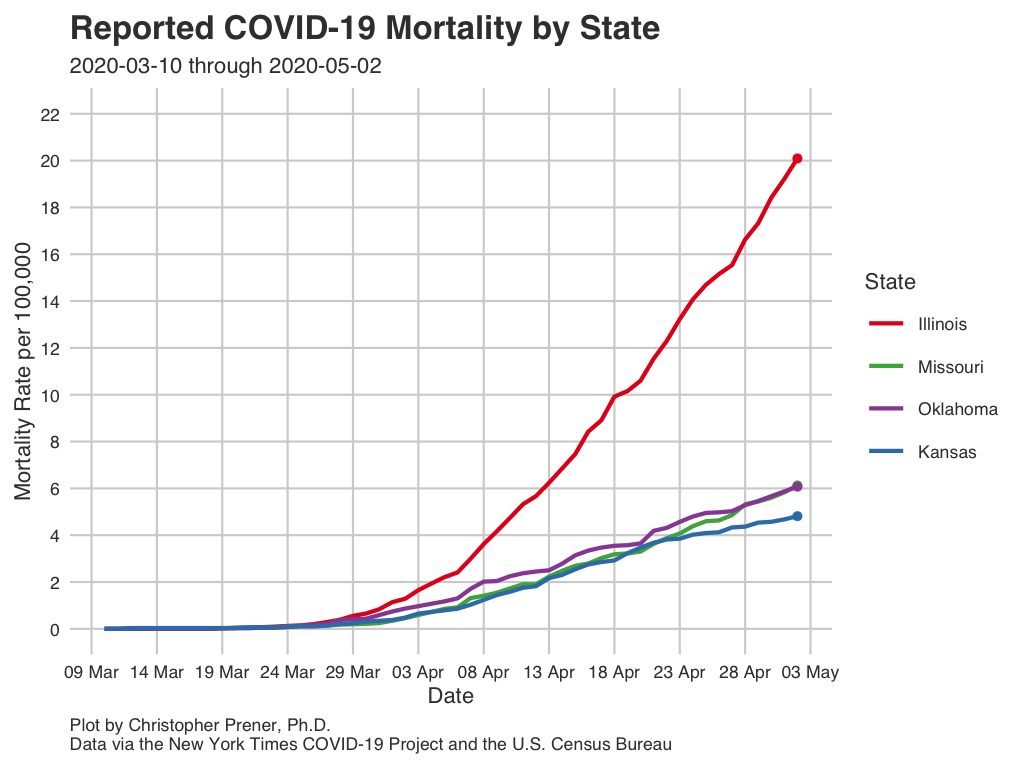 Reported COVID-19 Mortality by State
2020-03-10 through 2020-05-02
Mortality Rate per 100,000
22
20
18
16
14
12
10
8
6
4
2
0
09 Mar 14 Mar 19 Mar 24 Mar 29 Mar 03 Apr 08 Apr 13 Apr 18 Apr 23 Apr 28 Apr 03 May
Date
State
Illinois
Missouri
Oklahoma
Kansas
Plot by Christopher Prener, Ph.D.
Data via the New York Times COVID-19 Project and the U.S. Census Bureau